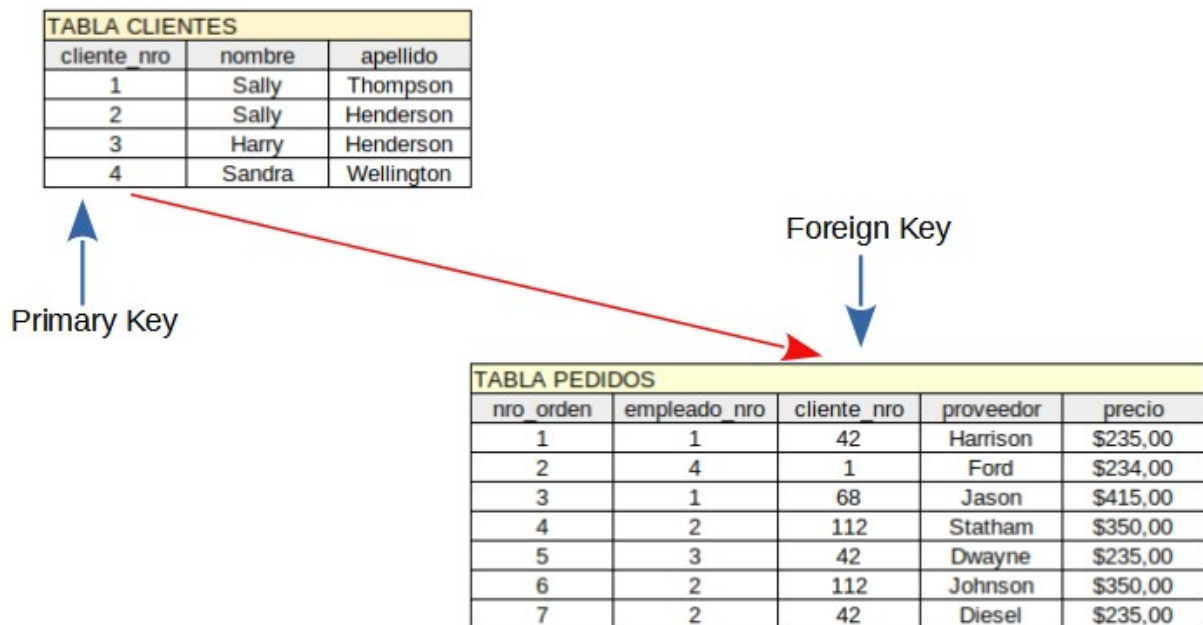 TABLA CLIENTES
cliente_nro nombre apellido
1 Sally Thompson
2 Sally Henderson
3 Harry Henderson
4 Sandra Wellington
Foreign Key
Primary Key
TABLA PEDIDOS
nro_orden empleado_nro cliente_nro proveedor precio
1 1 42 Harrison $235,00
2 4 1 Ford $234,00
3 1 68 Jason $415,00
4 2 112 Statham $350,00
5 3 42 Dwayne $235,00
6 2 112 Johnson $350,00
7 2 42 Diesel $235,00